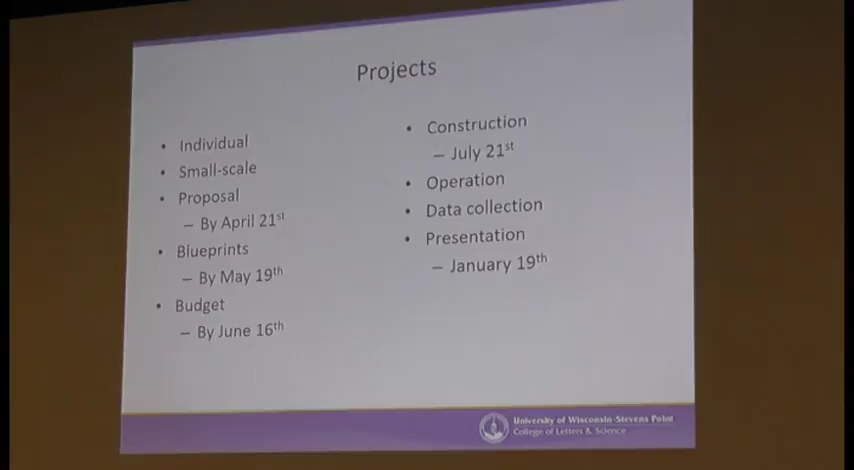 Projects
• Individual
• Small-scale
• Proposal
– By April 21st
• Blueprints
– By May 19th
• Budget
– By June 16th
• Construction
– July 21st
• Operation
• Data collection
• Presentation
– January 19th
University of Wisconsin-Stevens Point
College of Letters & Science